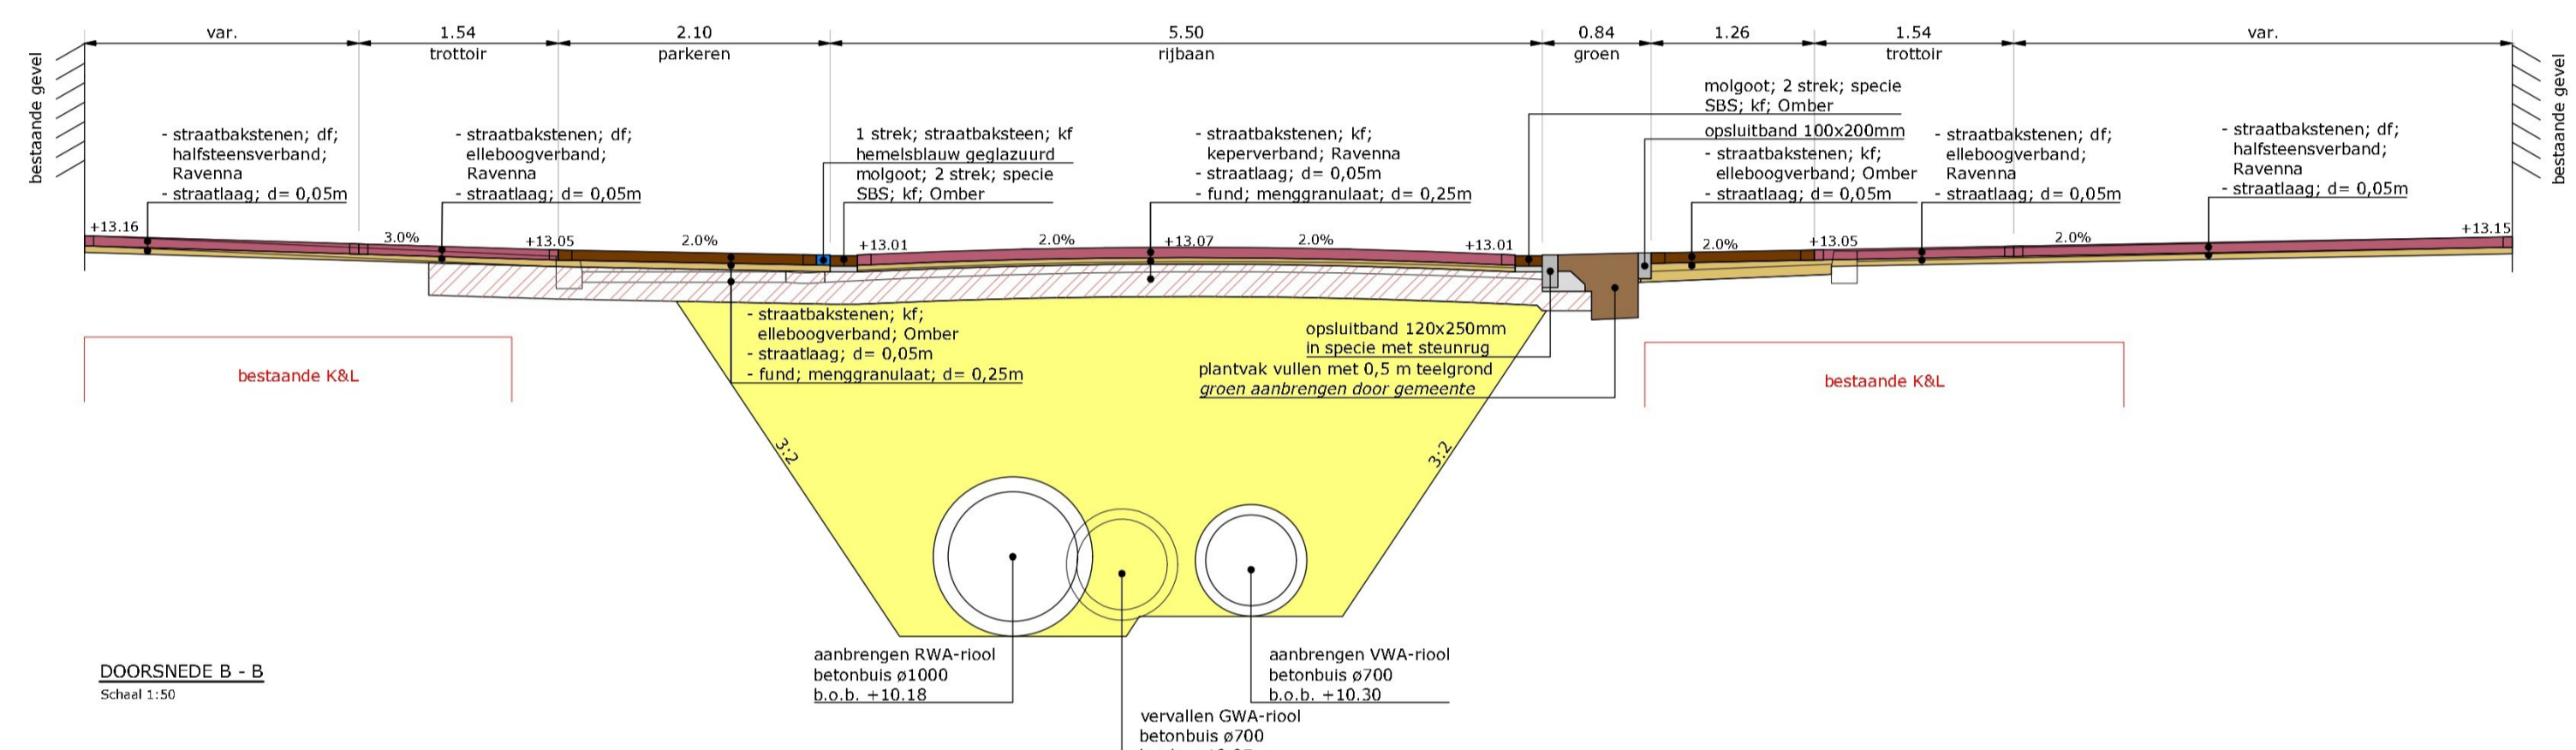 var.
1.54
2.10
5.50
0.84
1.26
1.54
var.
trottoir
parkeren
rijbaan
groen
trottoir
bestaande gevel
bestaande gevel
- straatbakstenen; df;
halfsteensverband;
Ravenna
- straatlaag; d= 0,05m
- straatbakstenen; df;
elleboogverband;
Ravenna
- straatlaag; d= 0,05m
1 strek; straatbaksteen; kf
hemelsblauw geglazuurd
molgoot; 2 strek; specie
SBS; kf; Omber
- straatbakstenen; kf;
keperverband; Ravenna
- straatlaag; d= 0,05m
- fund; menggranulaat; d= 0,25m
molgoot; 2 strek; specie
SBS; kf; Omber
opsluitband 100x200mm
- straatbakstenen; kf;
elleboogverband; Omber
- straatlaag; d= 0,05m
- straatbakstenen; df;
elleboogverband;
Ravenna
- straatlaag; d= 0,05m
- straatbakstenen; df;
halfsteensverband;
Ravenna
- straatlaag; d= 0,05m
+13.16
3.0%
+13.05
2.0%
+13.01
2.0%
+13.07
2.0%
+13.01
2.0%
+13.05
2.0%
+13.15
- straatbakstenen; kf;
elleboogverband; Omber
- straatlaag; d= 0,05m
- fund; menggranulaat; d= 0,25m
opsluitband 120x250mm
in specie met steunrug
plantvak vullen met 0,5 m teelgrond
groen aanbrengen door gemeente
bestaande K&L
bestaande K&L
3:2
3:2
aanbrengen RWA-riool
betonbuis ø1000
b.o.b. +10.18
aanbrengen VWA-riool
betonbuis ø700
b.o.b. +10.30
vervallen GWA-riool
betonbuis ø700
DOORSNEDE B - B
Schaal 1:50